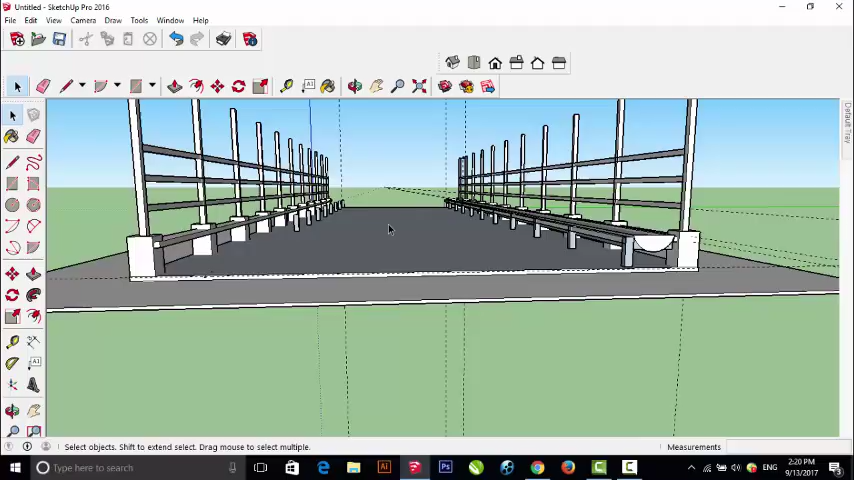 Untitled - SketchUp Pro 2016
File Edit View Camera Draw Tools Window Help
Default Tray
Select objects. Shift to extend select. Drag mouse to select multiple.
Measurements
Type here to search
ENG
2:20 PM
9/13/2017